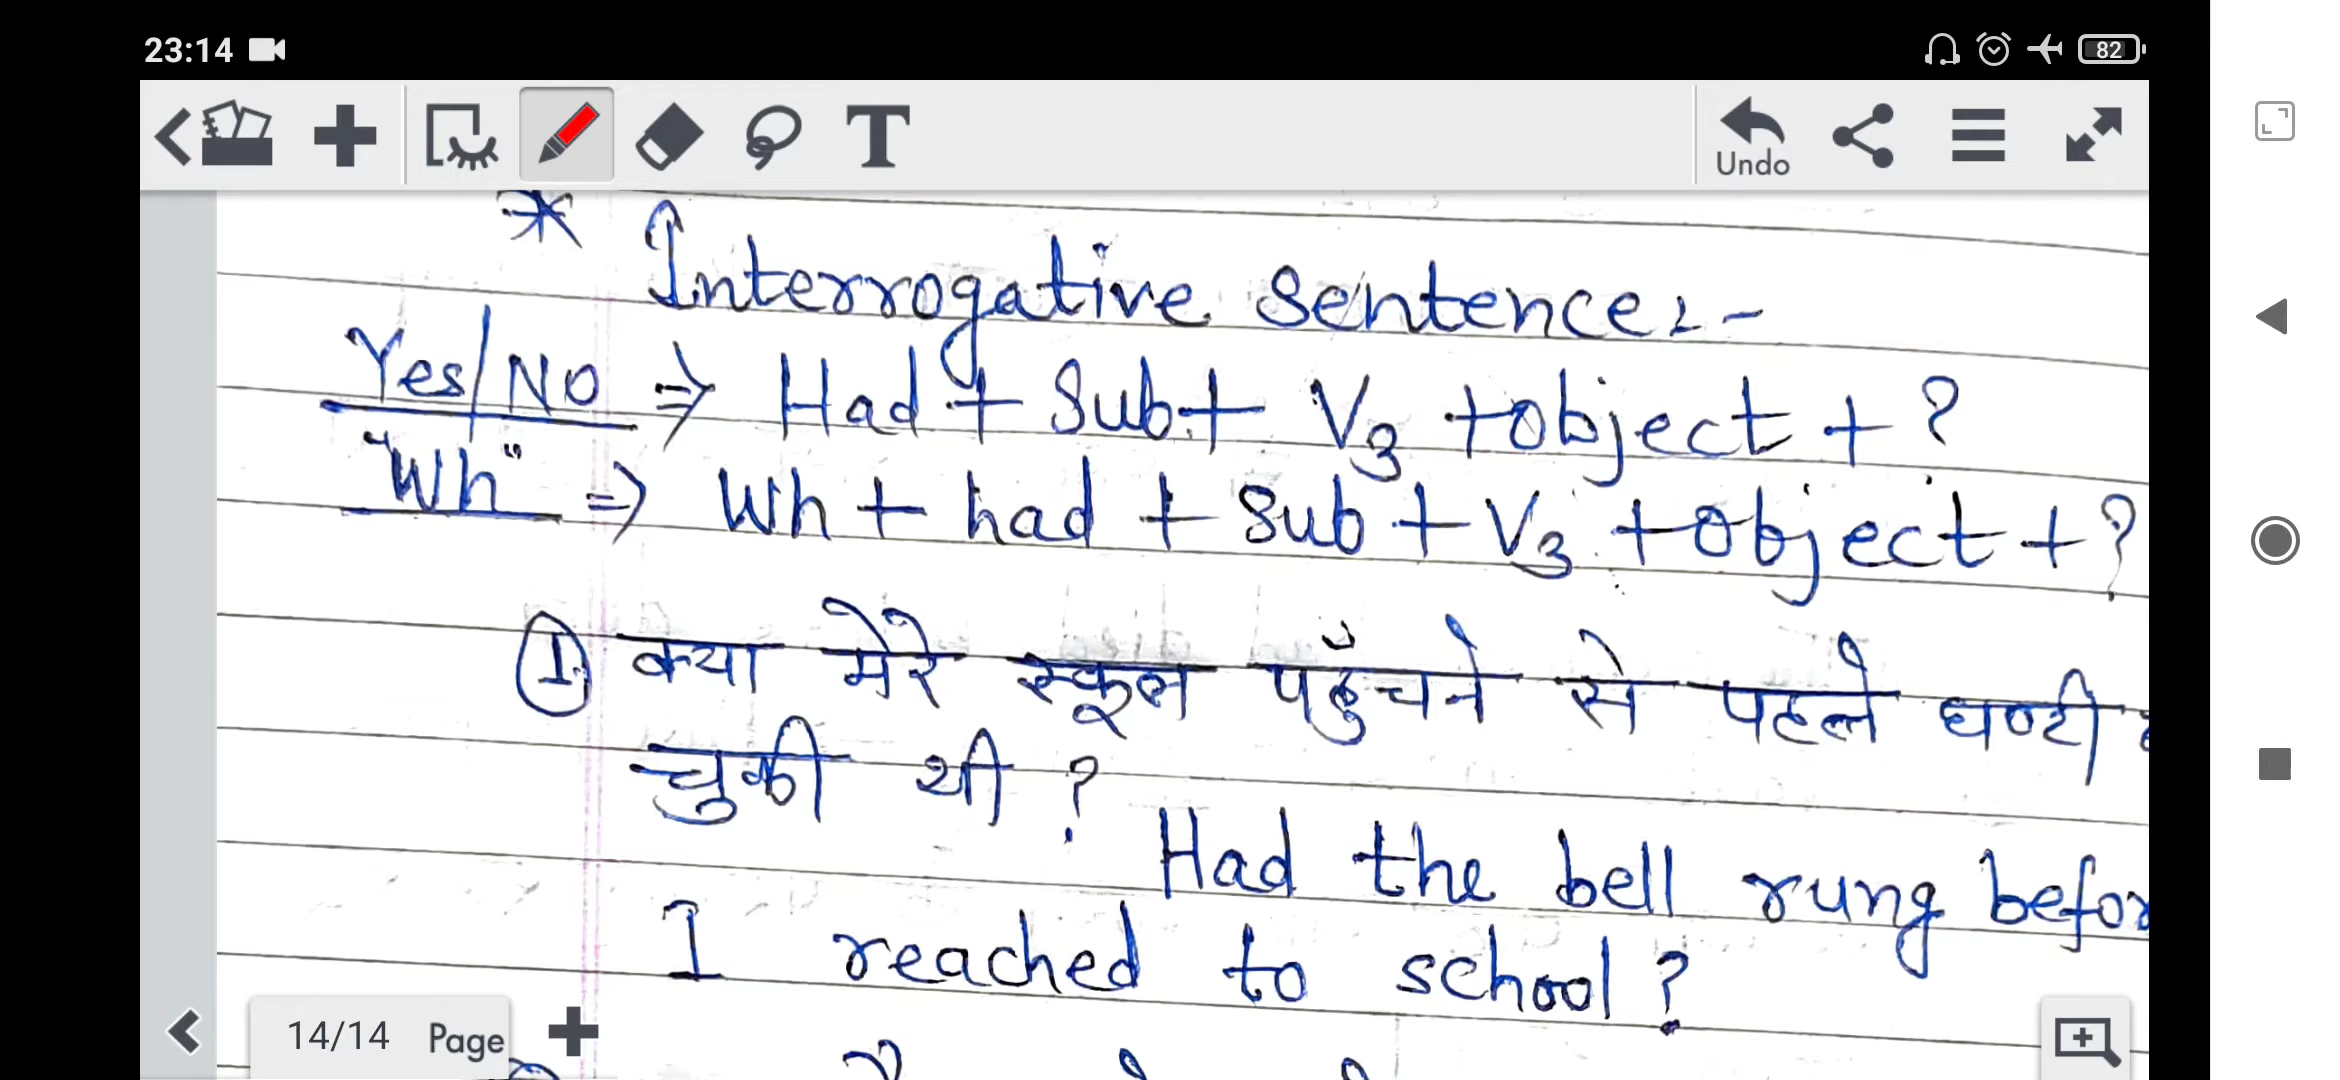 23:14
82
T
Undo
* Interrogative Sentence :-
Yes/No => Had + Sub + V3 + object + ?
"Wh" => Wh + had + Sub + V3 + object + ?
① क्या मेरे स्कूल पहुँचने से पहले घण्टी
चुकी थी ?
Had the bell rung befor
I reached to school ?
14/14 Page